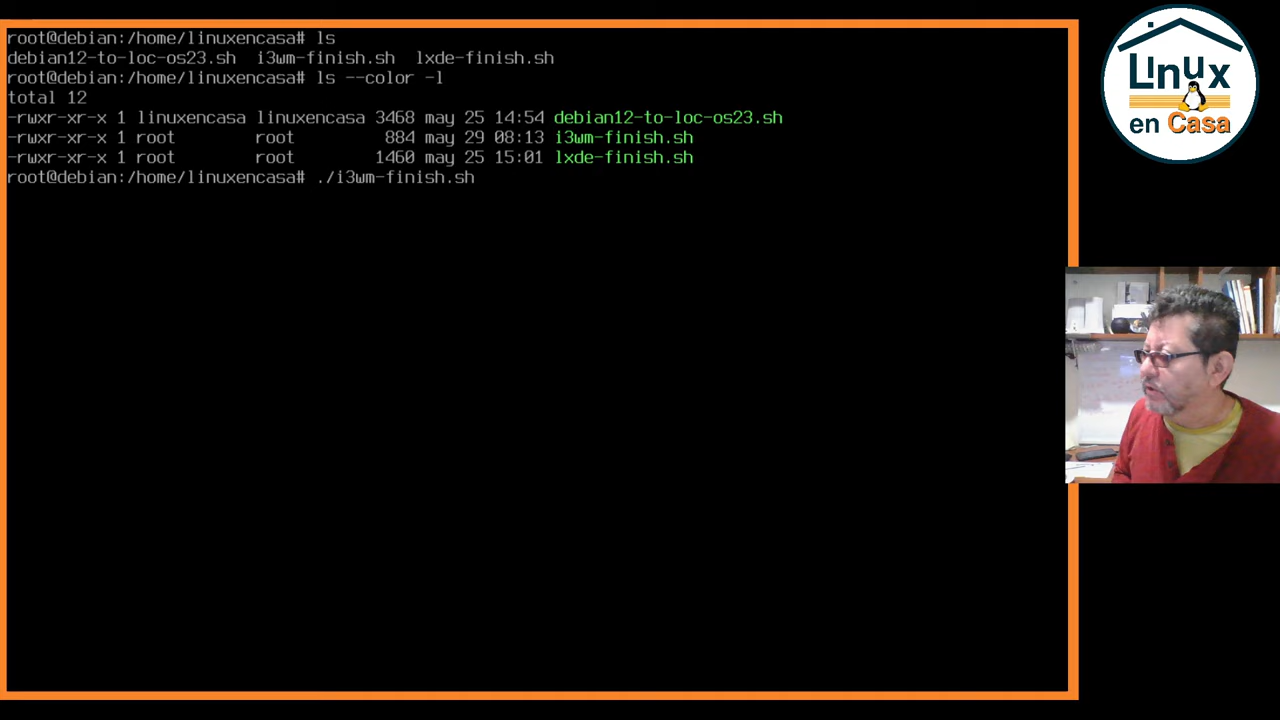 root@debian:/home/linuxencasa# ls
debian12-to-loc-os23.sh  i3wm-finish.sh  lxde-finish.sh
root@debian:/home/linuxencasa# ls --color -l
total 12
-rwxr-xr-x 1 linuxencasa linuxencasa 3468 may 25 14:54 debian12-to-loc-os23.sh
-rwxr-xr-x 1 root        root         884 may 29 08:13 i3wm-finish.sh
-rwxr-xr-x 1 root        root        1460 may 25 15:01 lxde-finish.sh
root@debian:/home/linuxencasa# ./i3wm-finish.sh
Linux
en Casa